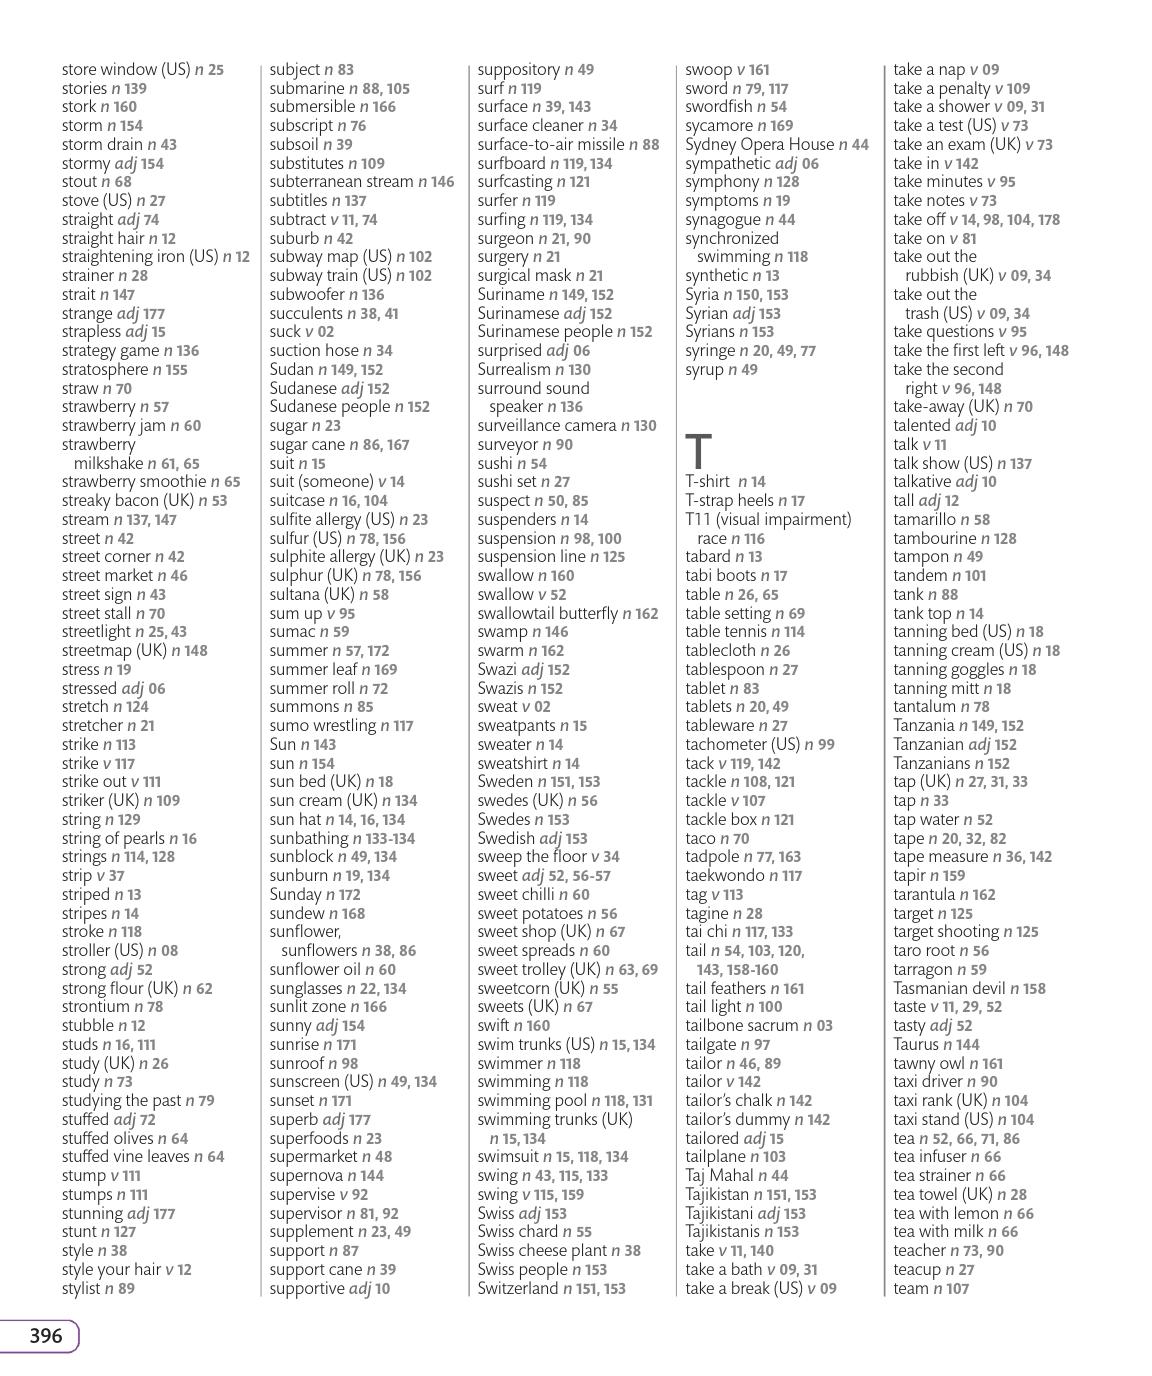 store window (US) n 25
stories n 139
stork n 160
storm n 154
storm drain n 43
stormy adj 154
stout n 68
stove (US) n 27
straight adj 74
straight hair n 12
straightening iron (US) n 12
strainer n 28
strait n 147
strange adj 177
strapless adj 15
strategy game n 136
stratosphere n 155
straw n 70
strawberry n 57
strawberry jam n 60
strawberry
milkshake n 61, 65
strawberry smoothie n 65
streaky bacon (UK) n 53
stream n 137, 147
street n 42
street corner n 42
street market n 46
street sign n 43
street stall n 70
streetlight n 25, 43
streetmap (UK) n 148
stress n 19
stressed adj 06
stretch n 124
stretcher n 21
strike n 113
strike v 117
strike out v 111
striker (UK) n 109
string n 129
string of pearls n 16
strings n 114, 128
strip v 37
striped n 13
stripes n 14
stroke n 118
stroller (US) n 08
strong adj 52
strong flour (UK) n 62
strontium n 78
stubble n 12
studs n 16, 111
study (UK) n 26
study n 73
studying the past n 79
stuffed adj 72
stuffed olives n 64
stuffed vine leaves n 64
stump v 111
stumps n 111
stunning adj 177
stunt n 127
style n 38
style your hair v 12
stylist n 89
subject n 83
submarine n 88, 105
submersible n 166
subscript n 76
subsoil n 39
substitutes n 109
subterranean stream n 146
subtitles n 137
subtract v 11, 74
suburb n 42
subway map (US) n 102
subway train (US) n 102
subwoofer n 136
succulents n 38, 41
suck v 02
suction hose n 34
Sudan n 149, 152
Sudanese adj 152
Sudanese people n 152
sugar n 23
sugar cane n 86, 167
suit n 15
suit (someone) v 14
suitcase n 16, 104
sulfite allergy (US) n 23
sulfur (US) n 78, 156
sulphite allergy (UK) n 23
sulphur (UK) n 78, 156
sultana (UK) n 58
sum up v 95
sumac n 59
summer n 57, 172
summer leaf n 169
summer roll n 72
summons n 85
sumo wrestling n 117
Sun n 143
sun n 154
sun bed (UK) n 18
sun cream (UK) n 134
sun hat n 14, 16, 134
sunbathing n 133-134
sunblock n 49, 134
sunburn n 19, 134
Sunday n 172
sundew n 168
sunflower,
sunflowers n 38, 86
sunflower oil n 60
sunglasses n 22, 134
sunlit zone n 166
sunny adj 154
sunrise n 171
sunroof n 98
sunscreen (US) n 49, 134
sunset n 171
superb adj 177
superfoods n 23
supermarket n 48
supernova n 144
supervise v 92
supervisor n 81, 92
supplement n 23, 49
support n 87
support cane n 39
supportive adj 10
suppository n 49
surf n 119
surface n 39, 143
surface cleaner n 34
surface-to-air missile n 88
surfboard n 119, 134
surfcasting n 121
surfer n 119
surfing n 119, 134
surgeon n 21, 90
surgery n 21
surgical mask n 21
Suriname n 149, 152
Surinamese adj 152
Surinamese people n 152
surprised adj 06
Surrealism n 130
surround sound
speaker n 136
surveillance camera n 130
surveyor n 90
sushi n 54
sushi set n 27
suspect n 50, 85
suspenders n 14
suspension n 98, 100
suspension line n 125
swallow n 160
swallow v 52
swallowtail butterfly n 162
swamp n 146
swarm n 162
Swazi adj 152
Swazis n 152
sweat v 02
sweatpants n 15
sweater n 14
sweatshirt n 14
Sweden n 151, 153
swedes (UK) n 56
Swedes n 153
Swedish adj 153
sweep the floor v 34
sweet adj 52, 56-57
sweet chilli n 60
sweet potatoes n 56
sweet shop (UK) n 67
sweet spreads n 60
sweet trolley (UK) n 63, 69
sweetcorn (UK) n 55
sweets (UK) n 67
swift n 160
swim trunks (US) n 15, 134
swimmer n 118
swimming n 118
swimming pool n 118, 131
swimming trunks (UK)
n 15, 134
swimsuit n 15, 118, 134
swing n 43, 115, 133
swing v 115, 159
Swiss adj 153
Swiss chard n 55
Swiss cheese plant n 38
Swiss people n 153
Switzerland n 151, 153
swoop v 161
sword n 79, 117
swordfish n 54
sycamore n 169
Sydney Opera House n 44
sympathetic adj 06
symphony n 128
symptoms n 19
synagogue n 44
synchronized
swimming n 118
synthetic n 13
Syria n 150, 153
Syrian adj 153
Syrians n 153
syringe n 20, 49, 77
syrup n 49
T
T-shirt n 14
T-strap heels n 17
T11 (visual impairment)
race n 116
tabard n 13
tabi boots n 17
table n 26, 65
table setting n 69
table tennis n 114
tablecloth n 26
tablespoon n 27
tablet n 83
tablets n 20, 49
tableware n 27
tachometer (US) n 99
tack v 119, 142
tackle n 108, 121
tackle v 107
tackle box n 121
taco n 70
tadpole n 77, 163
taekwondo n 117
tag v 113
tagine n 28
tai chi n 117, 133
tail n 54, 103, 120,
143, 158-160
tail feathers n 161
tail light n 100
tailbone sacrum n 03
tailgate n 97
tailor n 46, 89
tailor v 142
tailor's chalk n 142
tailor's dummy n 142
tailored adj 15
tailplane n 103
Taj Mahal n 44
Tajikistan n 151, 153
Tajikistani adj 153
Tajikistanis n 153
take v 11, 140
take a bath v 09, 31
take a break (US) v 09
take a nap v 09
take a penalty v 109
take a shower v 09, 31
take a test (US) v 73
take an exam (UK) v 73
take in v 142
take minutes v 95
take notes v 73
take off v 14, 98, 104, 178
take on v 81
take out the
rubbish (UK) v 09, 34
take out the
trash (US) v 09, 34
take questions v 95
take the first left v 96, 148
take the second
right v 96, 148
take-away (UK) n 70
talented adj 10
talk v 11
talk show (US) n 137
talkative adj 10
tall adj 12
tamarillo n 58
tambourine n 128
tampon n 49
tandem n 101
tank n 88
tank top n 14
tanning bed (US) n 18
tanning cream (US) n 18
tanning goggles n 18
tanning mitt n 18
tantalum n 78
Tanzania n 149, 152
Tanzanian adj 152
Tanzanians n 152
tap (UK) n 27, 31, 33
tap n 33
tap water n 52
tape n 20, 32, 82
tape measure n 36, 142
tapir n 159
tarantula n 162
target n 125
target shooting n 125
taro root n 56
tarragon n 59
Tasmanian devil n 158
taste v 11, 29, 52
tasty adj 52
Taurus n 144
tawny owl n 161
taxi driver n 90
taxi rank (UK) n 104
taxi stand (US) n 104
tea n 52, 66, 71, 86
tea infuser n 66
tea strainer n 66
tea towel (UK) n 28
tea with lemon n 66
tea with milk n 66
teacher n 73, 90
teacup n 27
team n 107
396